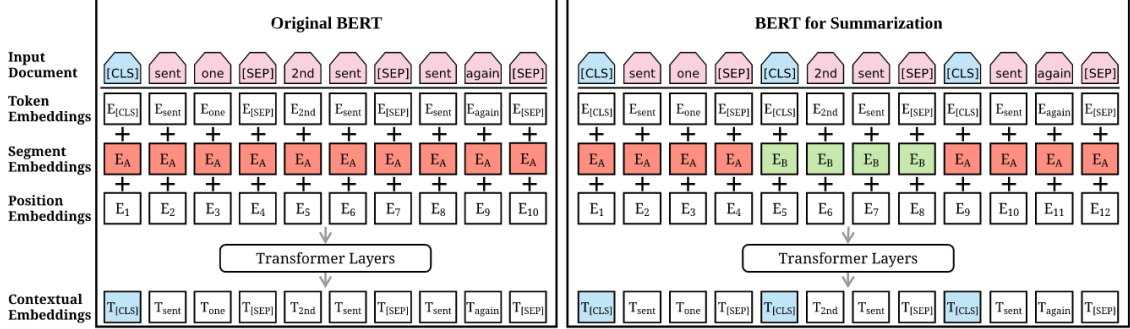 Original BERT
BERT for Summarization
Input Document
[CLS] sent one [SEP] 2nd sent [SEP] sent again [SEP]
[CLS] sent one [SEP] [CLS] 2nd sent [SEP] [CLS] sent again [SEP]
Token Embeddings
E[CLS] Esent Eone E[SEP] E2nd Esent E[SEP] Esent Eagain E[SEP]
E[CLS] Esent Eone E[SEP] E[CLS] E2nd Esent E[SEP] E[CLS] Esent Eagain E[SEP]
+ + + + + + + + + +
+ + + + + + + + + + + +
Segment Embeddings
EA EA EA EA EA EA EA EA EA EA
EA EA EA EA EB EB EB EB EA EA EA EA
+ + + + + + + + + +
+ + + + + + + + + + + +
Position Embeddings
E1 E2 E3 E4 E5 E6 E7 E8 E9 E10
E1 E2 E3 E4 E5 E6 E7 E8 E9 E10 E11 E12
Transformer Layers
Transformer Layers
Contextual Embeddings
T[CLS] Tsent Tone T[SEP] T2nd Tsent T[SEP] Tsent Tagain T[SEP]
T[CLS] Tsent Tone T[SEP] T[CLS] T2nd Tsent T[SEP] T[CLS] Tsent Tagain T[SEP]